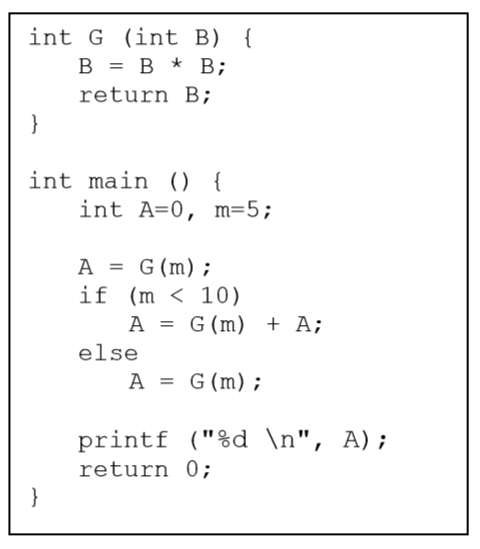 int G (int B) {
    B = B * B;
    return B;
}

int main () {
    int A=0, m=5;

    A = G(m);
    if (m < 10)
        A = G(m) + A;
    else
        A = G(m);

    printf ("%d \n", A);
    return 0;
}